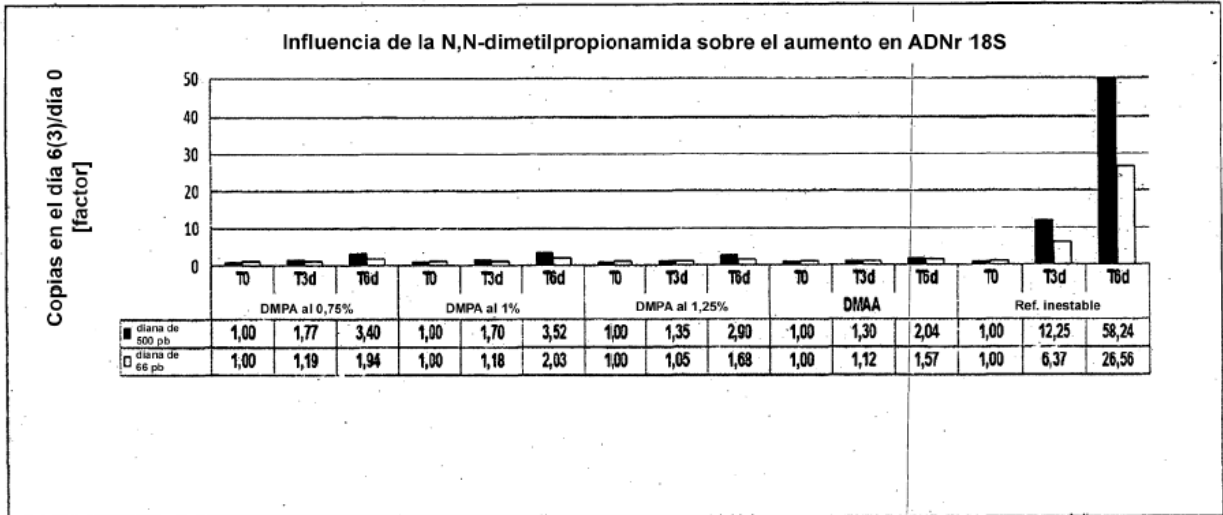 Influencia de la N,N-dimetilpropionamida sobre el aumento en ADNr 18S
Copias en el día 6(3)/día 0
[factor]
50
40
30
20
10
0
T0 T3d T6d T0 T3d T6d T0 T3d T6d T0 T3d T6d T0 T3d T6d
DMPA al 0,75% DMPA al 1% DMPA al 1,25% DMAA Ref. inestable
diana de
500 pb 1,00 1,77 3,40 1,00 1,70 3,52 1,00 1,35 2,90 1,00 1,30 2,04 1,00 12,25 58,24
diana de
66 pb 1,00 1,19 1,94 1,00 1,18 2,03 1,00 1,05 1,68 1,00 1,12 1,57 1,00 6,37 26,56